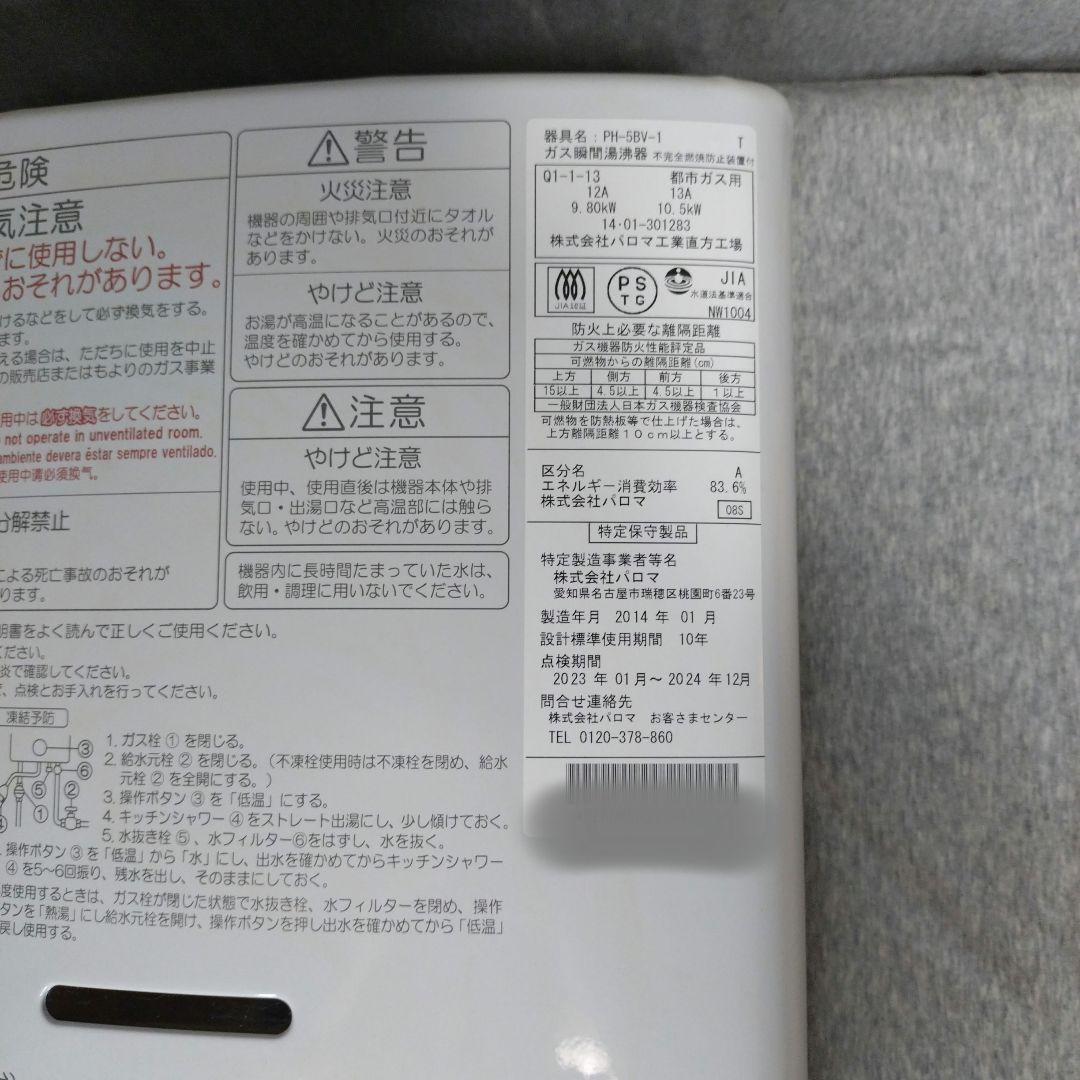 危険
気注意
に使用しない。
おそれがあります。
けるなどをして必ず換気をする。
ます。
える場合は、ただちに使用を中止
の販売店またはもよりのガス事業
用中は必ず換気をしてください。
not operate in unventilated room.
ambiente devera éstar sempre ventilado.
使用中请必须换气。
分解禁止
による死亡事故のおそれが
ります。
警告
火災注意
機器の周囲や排気口付近にタオル
などをかけない。火災のおそれが
あります。
やけど注意
お湯が高温になることがあるので、
温度を確かめてから使用する。
やけどのおそれがあります。
注意
やけど注意
使用中、使用直後は機器本体や排
気口・出湯口など高温部には触ら
ない。やけどのおそれがあります。
機器内に長時間たまっていた水は、
飲用・調理に用いないでください。
明書をよく読んで正しくご使用ください。
ください。
炎で確認してください。
、点検とお手入れを行ってください。
凍結予防
③
⑥
⑤ ②
④ ①
1. ガス栓 ① を閉じる。
2. 給水元栓 ② を閉じる。(不凍栓使用時は不凍栓を閉め、給水
元栓 ② を全開にする。)
3. 操作ボタン ③ を「低温」にする。
4. キッチンシャワー ④ をストレート出湯にし、少し傾けておく。
5. 水抜き栓 ⑤ 、水フィルター⑥をはずし、水を抜く。
操作ボタン ③ を「低温」から「水」にし、出水を確かめてからキッチンシャワー
④ を5〜6回振り、残水を出し、そのままにしておく。
度使用するときは、ガス栓が閉じた状態で水抜き栓、水フィルターを閉め、操作
タンを「熱湯」にし給水元栓を開け、操作ボタンを押し出水を確かめてから「低温」
戻し使用する。
器具名：PH-5BV-1 T
ガス瞬間湯沸器 不完全燃焼防止装置付
Q1-1-13 都市ガス用
12A 13A
9.80kW 10.5kW
14·01-301283
株式会社パロマ工業直方工場
JIA認証
PS
TG
JIA
水道法基準適合
NW1004
防火上必要な離隔距離
ガス機器防火性能評定品
可燃物からの離隔距離(cm)
上方 側方 前方 後方
15以上 4.5以上 4.5以上 1以上
一般財団法人日本ガス機器検査協会
可燃物を防熱板等で仕上げた場合は、
上方離隔距離10cm以上とする。
区分名 A
エネルギー消費効率 83.6%
株式会社パロマ 08S
特定保守製品
特定製造事業者等名
株式会社パロマ
愛知県名古屋市瑞穂区桃園町6番23号
製造年月 2014 年 01 月
設計標準使用期間 10年
点検期間
2023 年 01月〜 2024 年 12月
問合せ連絡先
株式会社パロマ お客さまセンター
TEL 0120-378-860